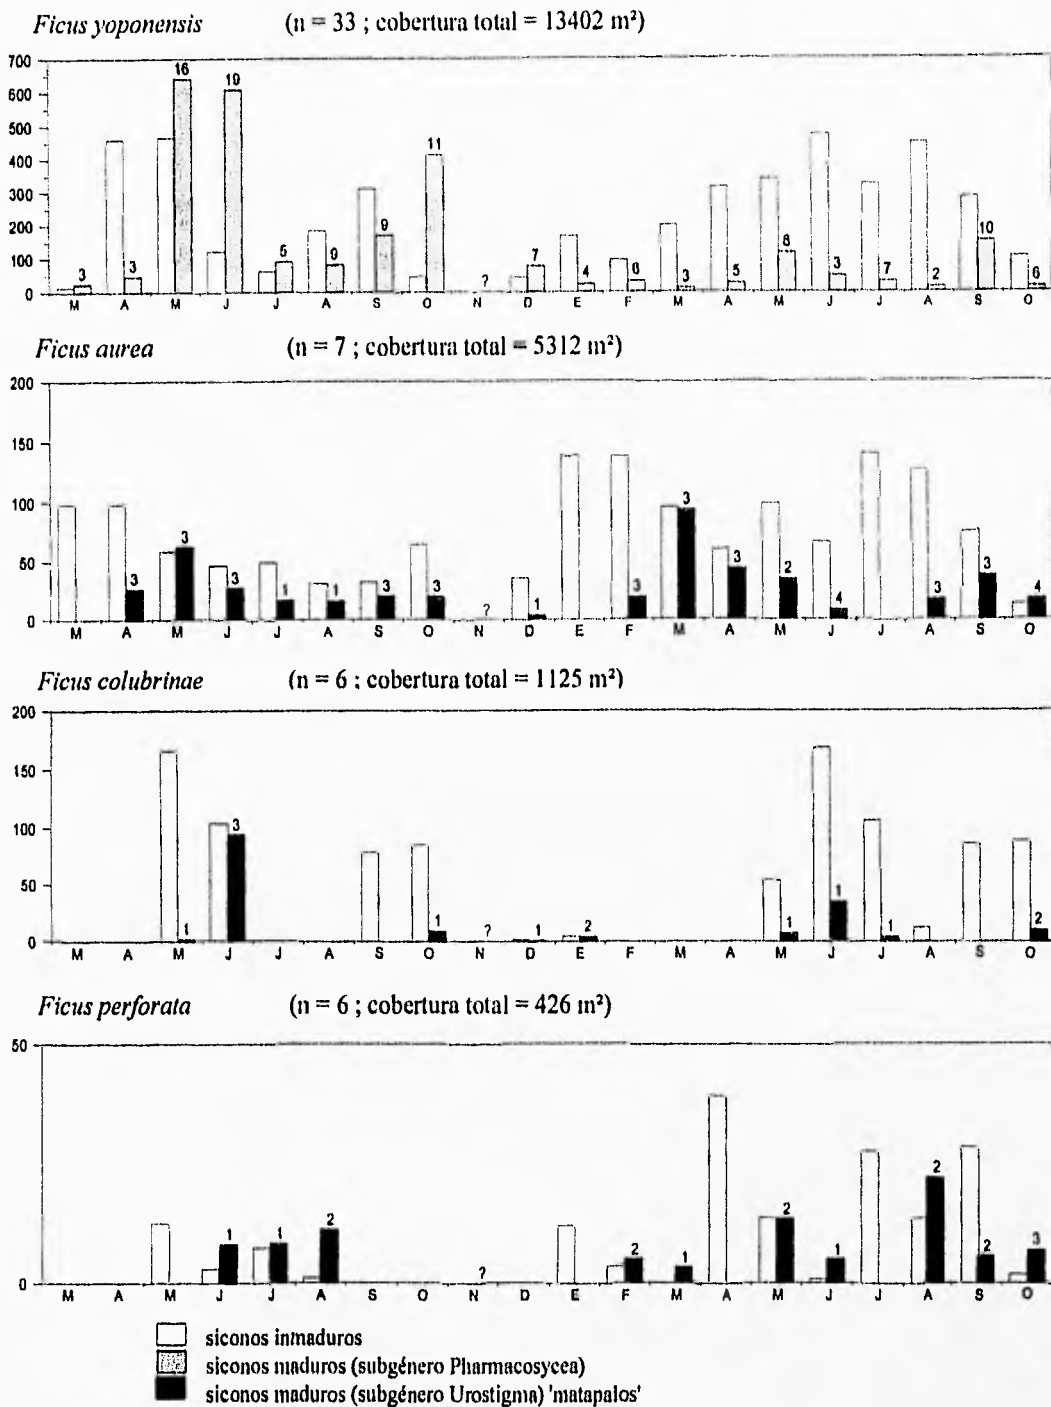 Ficus yoponensis (n = 33 ; cobertura total = 13402 m²)
700
600
500
400
300
200
100
0
3 3 16 19 5 9 9 11 ? 7 4 6 3 5 8 3 7 2 10 6
M A M J J A S O N D E F M A M J J A S O
Ficus aurea (n = 7 ; cobertura total = 5312 m²)
200
150
100
50
0
3 3 3 1 1 3 3 ? 1 3 3 3 2 4 3 3 4
M A M J J A S O N D E F M A M J J A S O
Ficus colubrinae (n = 6 ; cobertura total = 1125 m²)
200
150
100
50
0
1 3 1 ? 1 2 1 1 1 2
M A M J J A S O N D E F M A M J J A S O
Ficus perforata (n = 6 ; cobertura total = 426 m²)
50
0
1 1 2 ? 2 1 2 1 2 2 3
M A M J J A S O N D E F M A M J J A S O
siconos inmaduros
siconos maduros (subgénero Pharmacosycea)
siconos maduros (subgénero Urostigma) 'matapalos'